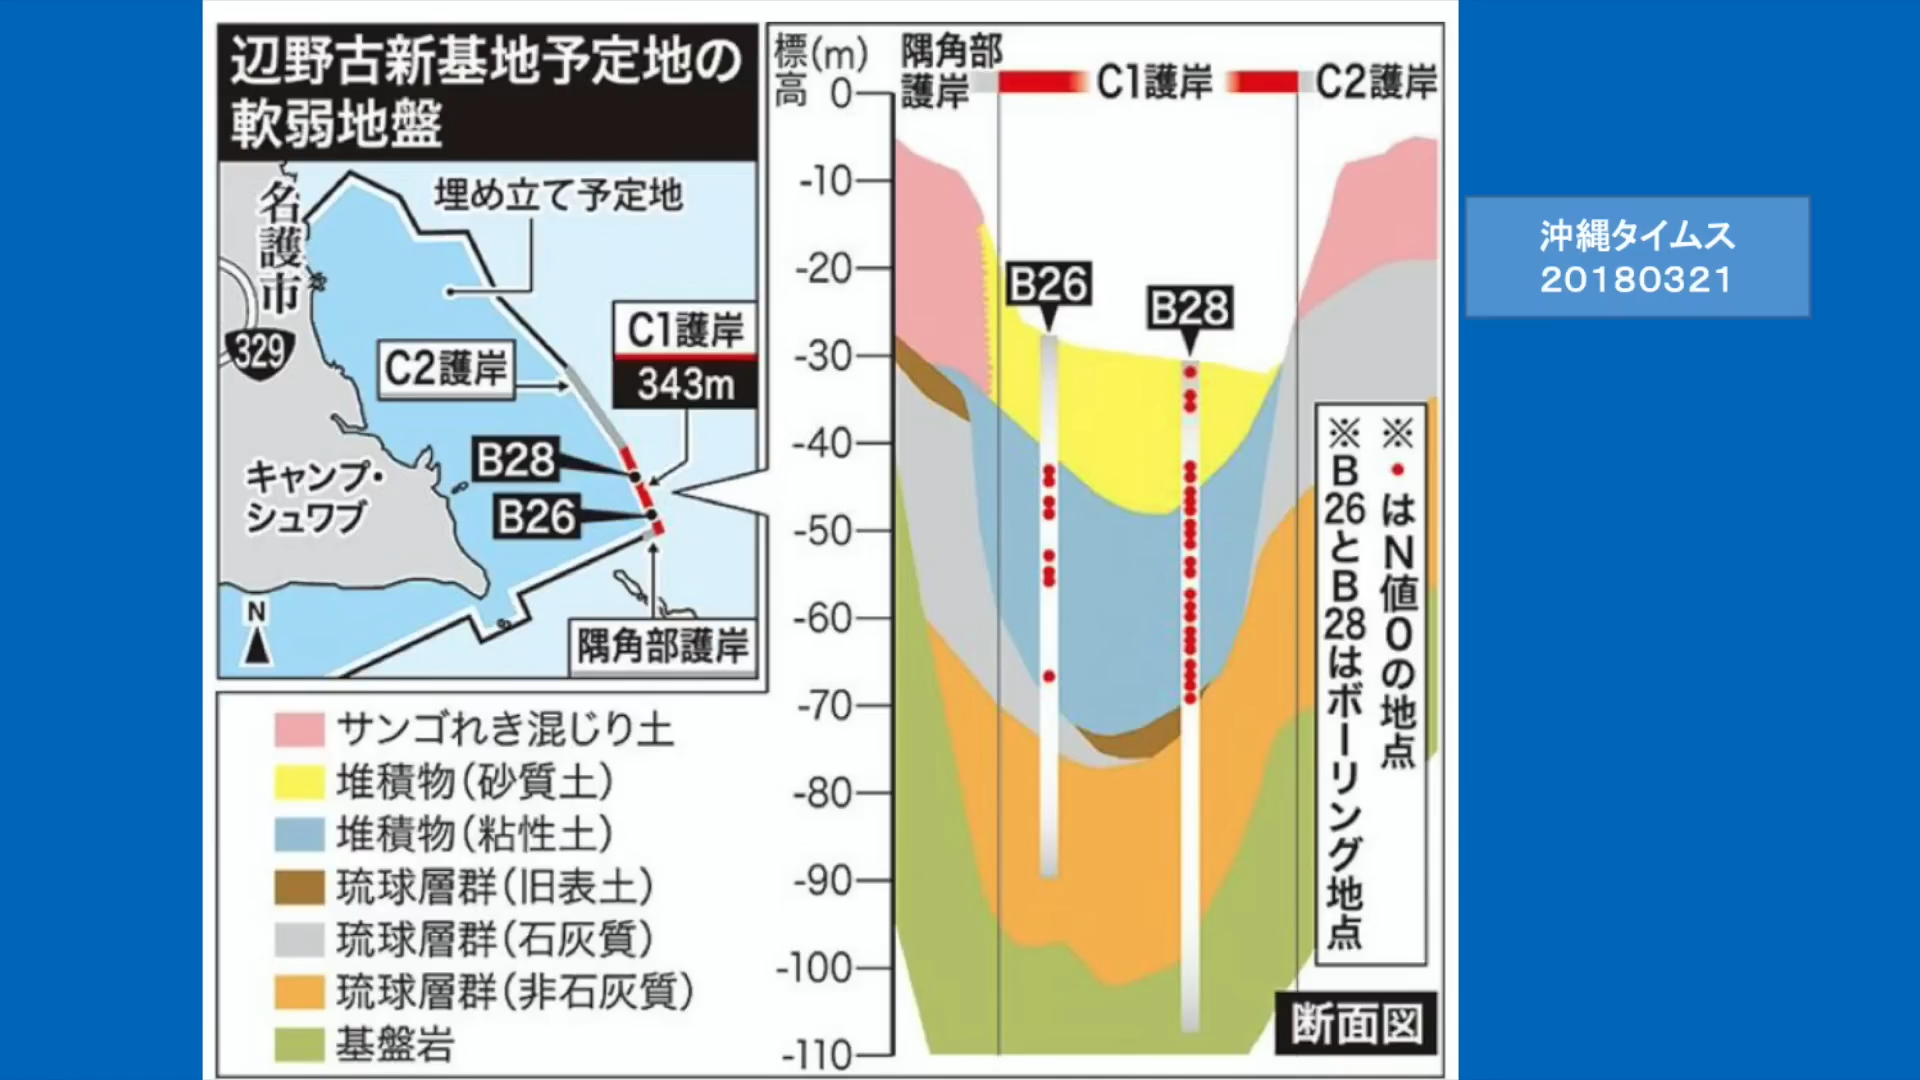 辺野古新基地予定地の
軟弱地盤
名護市
埋め立て予定地
329
C2護岸
C1護岸
343m
B28
B26
キャンプ・
シュワブ
N
隅角部護岸
サンゴれき混じり土
堆積物(砂質土)
堆積物(粘性土)
琉球層群(旧表土)
琉球層群(石灰質)
琉球層群(非石灰質)
基盤岩
標高(m)
0
-10
-20
-30
-40
-50
-60
-70
-80
-90
-100
-110
隅角部
護岸
C1護岸
C2護岸
B26
B28
※●はN値0の地点
※B26とB28はボーリング地点
断面図
沖縄タイムス
20180321